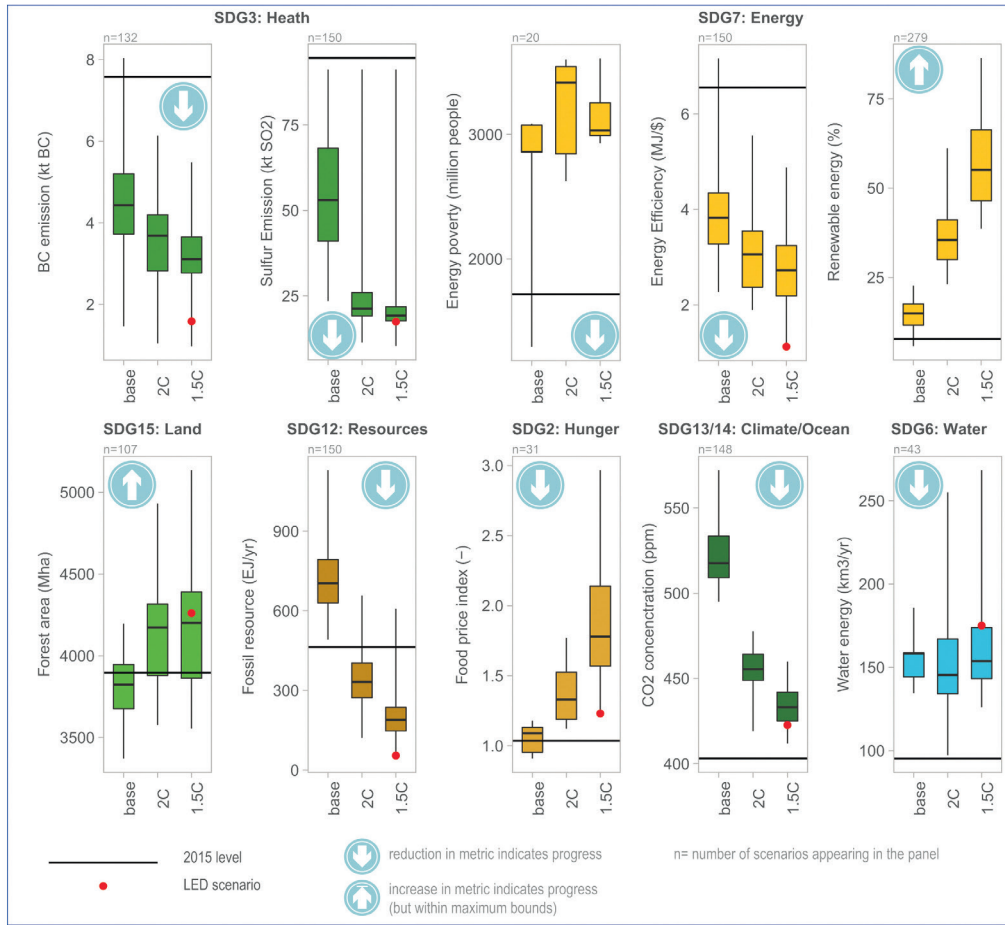 SDG3: Heath
SDG7: Energy
n=132
n=150
n=20
n=150
n=279
BC emission (kt BC)
8
6
4
2
base
2C
1.5C
Sulfur Emission (kt SO2)
75
50
25
base
2C
1.5C
Energy poverty (million people)
3000
2000
base
2C
1.5C
Energy Efficiency (MJ/$)
6
4
2
base
2C
1.5C
Renewable energy (%)
75
50
25
base
2C
1.5C
SDG15: Land
SDG12: Resources
SDG2: Hunger
SDG13/14: Climate/Ocean
SDG6: Water
n=107
n=150
n=31
n=148
n=43
Forest area (Mha)
5000
4500
4000
3500
base
2C
1.5C
Fossil resource (EJ/yr)
900
600
300
0
base
2C
1.5C
Food price index (−)
3.0
2.5
2.0
1.5
1.0
base
2C
1.5C
CO2 concenctration (ppm)
550
500
450
400
base
2C
1.5C
Water energy (km3/yr)
250
200
150
100
base
2C
1.5C
2015 level
LED scenario
reduction in metric indicates progress
increase in metric indicates progress
(but within maximum bounds)
n= number of scenarios appearing in the panel